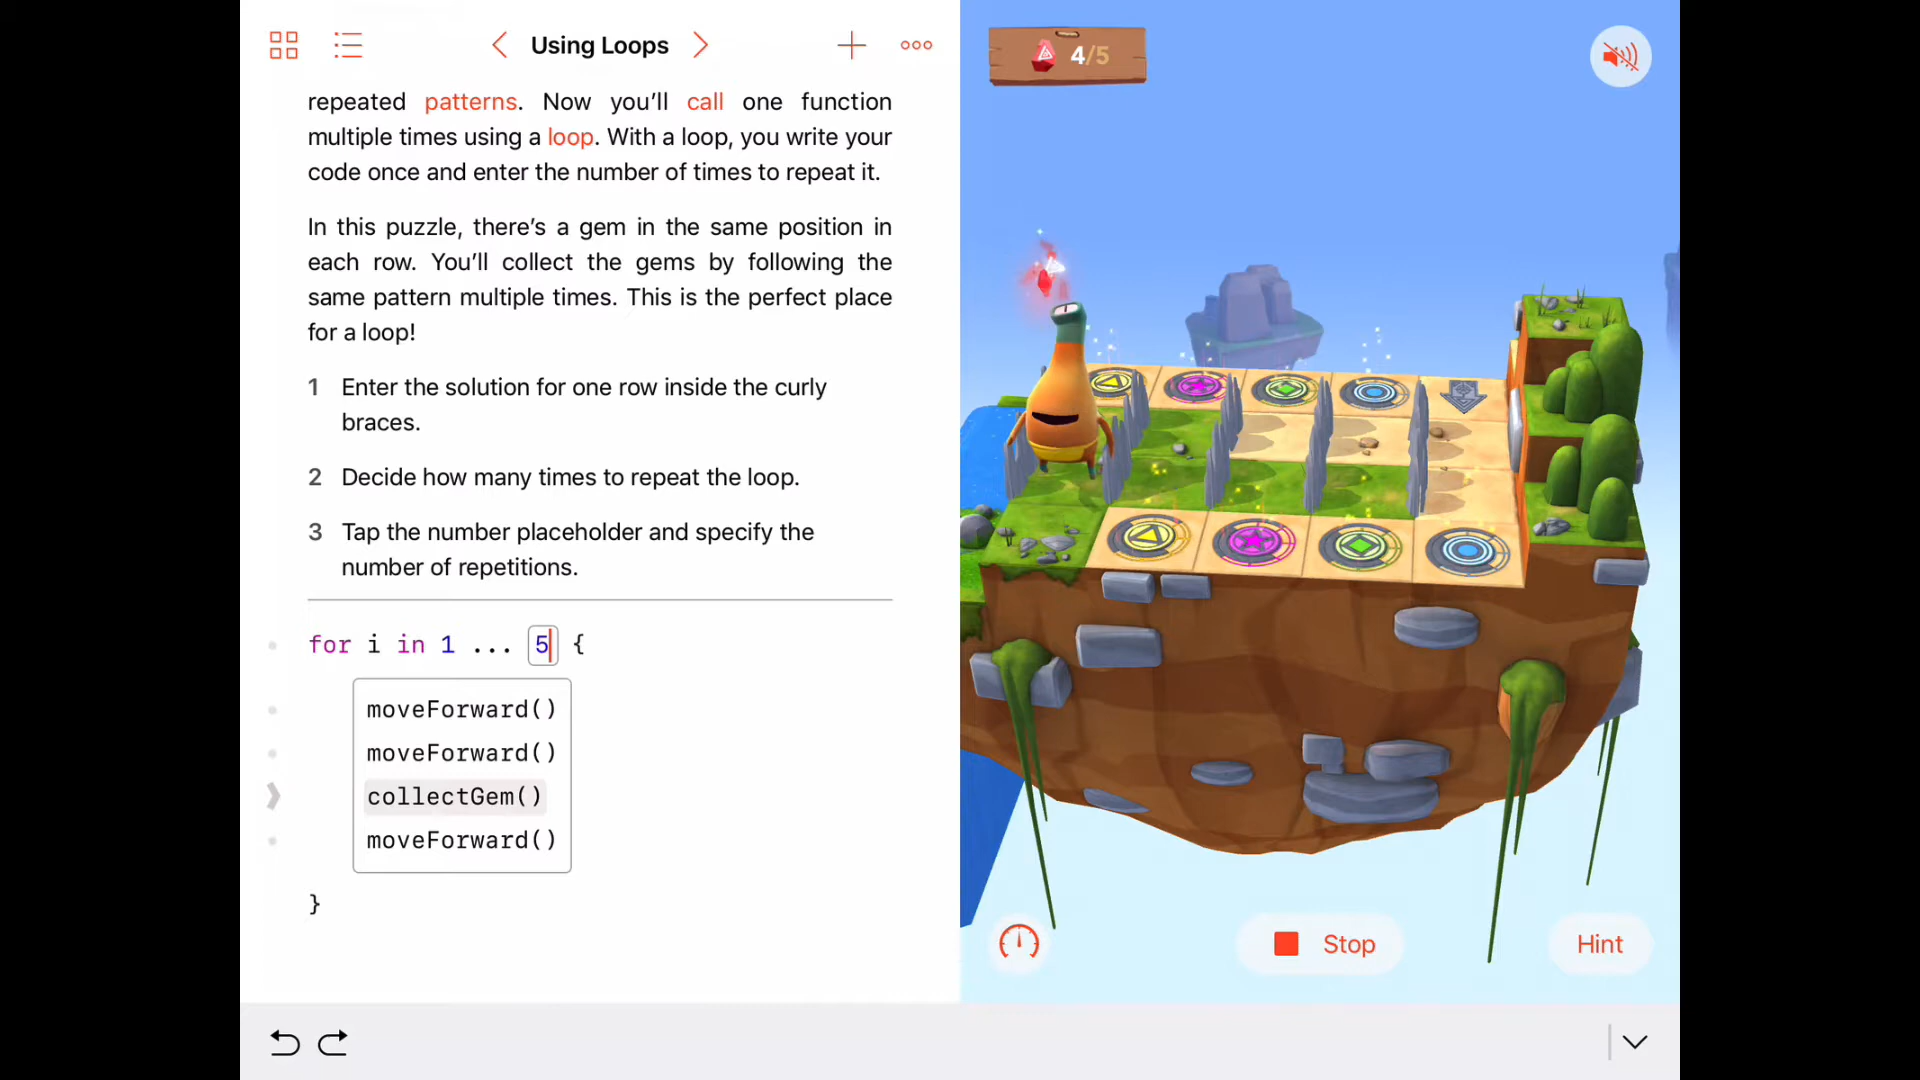 Using Loops
repeated patterns. Now you’ll call one function
multiple times using a loop. With a loop, you write your
code once and enter the number of times to repeat it.
In this puzzle, there’s a gem in the same position in
each row. You’ll collect the gems by following the
same pattern multiple times. This is the perfect place
for a loop!
1 Enter the solution for one row inside the curly
braces.
2 Decide how many times to repeat the loop.
3 Tap the number placeholder and specify the
number of repetitions.
for i in 1 ... 5 {
moveForward()
moveForward()
collectGem()
moveForward()
}
4/5
Stop
Hint